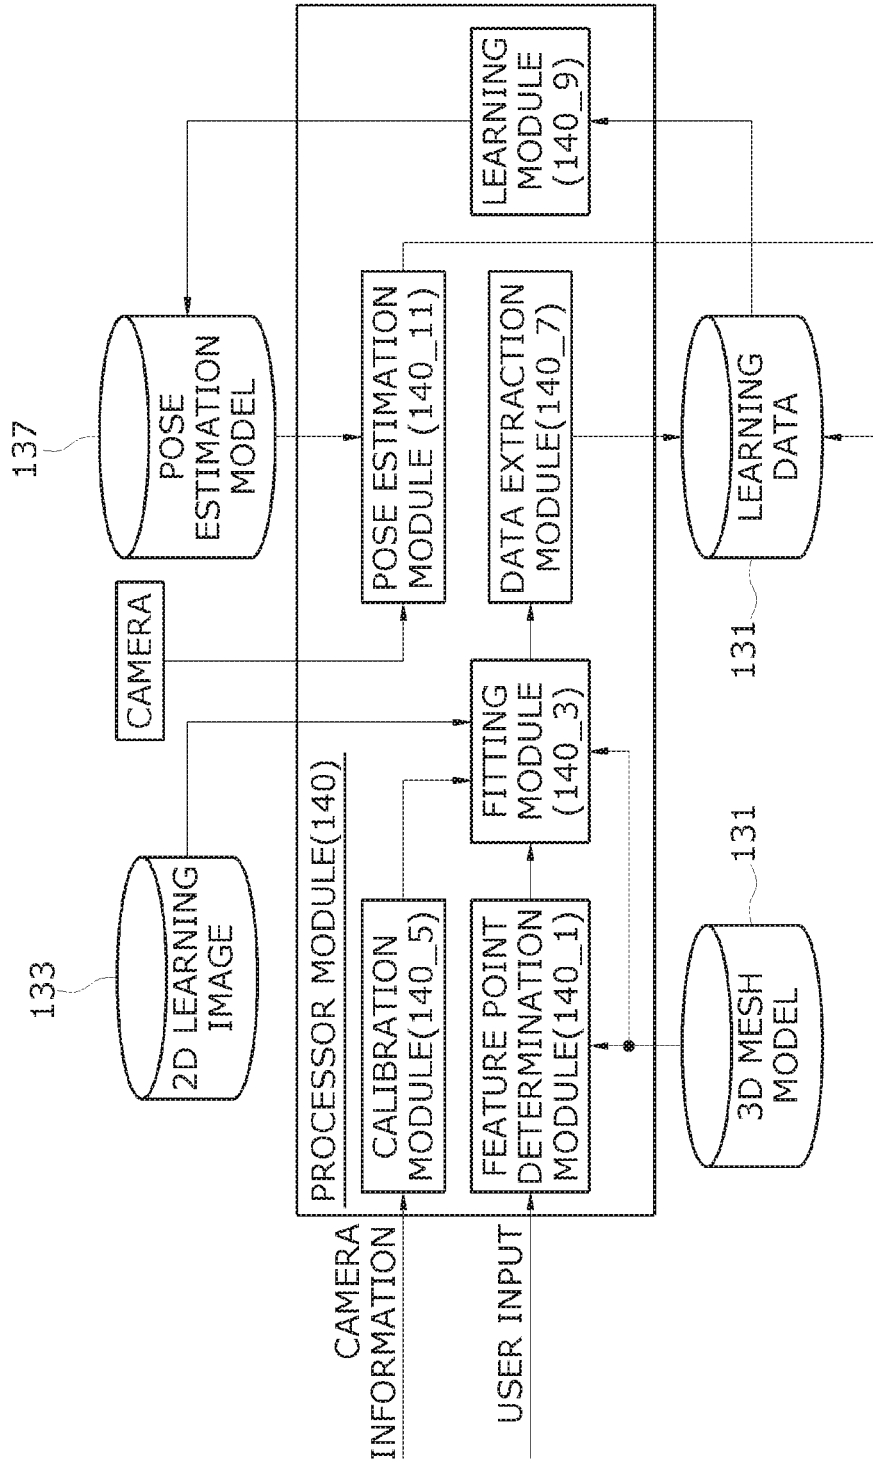 133
2D LEARNING
IMAGE
CAMERA
137
POSE
ESTIMATION
MODEL
CAMERA
INFORMATION
USER INPUT
PROCESSOR MODULE(140)
CALIBRATION
MODULE(140_5)
FEATURE POINT
DETERMINATION
MODULE(140_1)
FITTING
MODULE
(140_3)
POSE ESTIMATION
MODULE (140_11)
DATA EXTRACTION
MODULE(140_7)
LEARNING
MODULE
(140_9)
131
3D MESH
MODEL
131
LEARNING
DATA